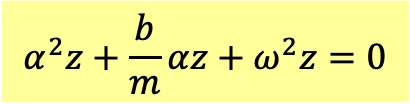 α²z + b/m αz + ω²z = 0